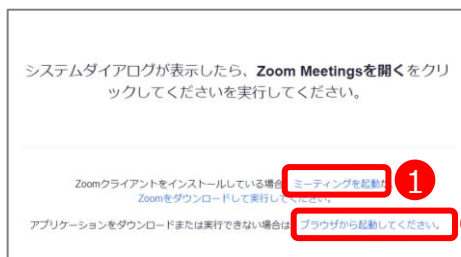 システムダイアログが表示したら、Zoom Meetingsを開くをクリ
ックしてくださいを実行してください。
Zoomクライアントをインストールしている場合 ミーティングを起動
1
Zoomをダウンロードして実行してください。
アプリケーションをダウンロードまたは実行できない場合は ブラウザから起動してください。